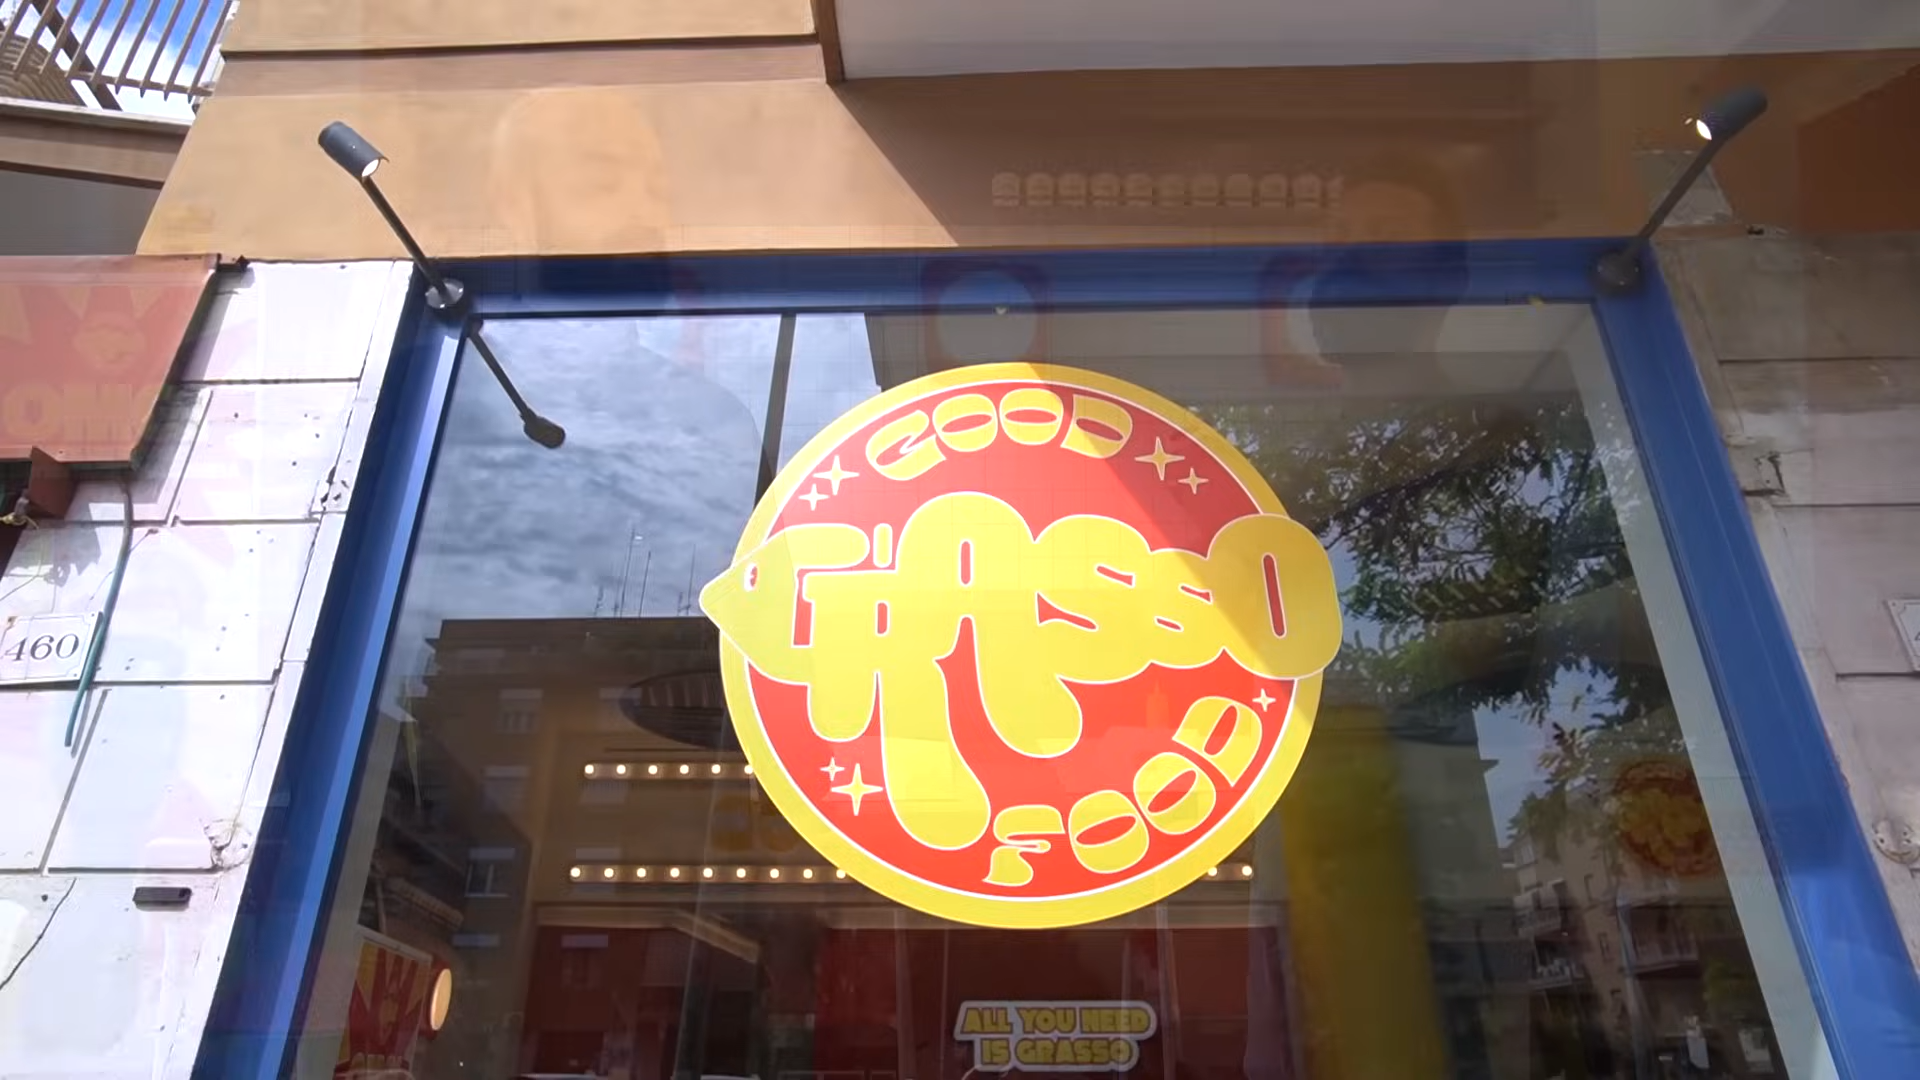 460
GOOD
GRASSO
FOOD
ALL YOU NEED
IS GRASSO